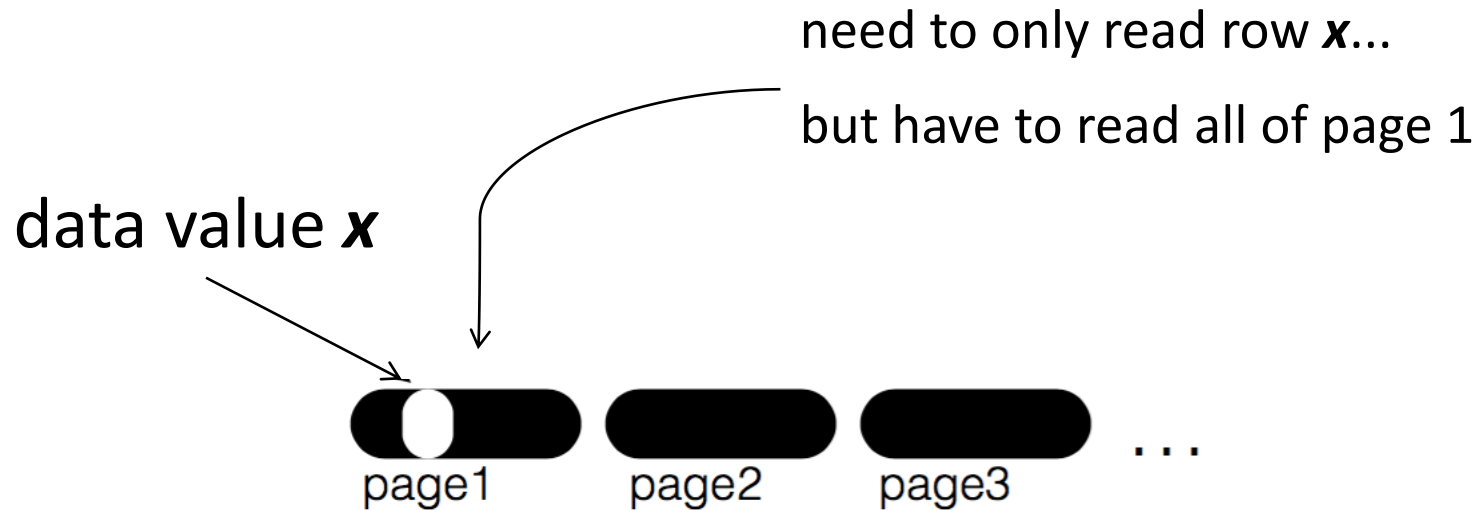 need to only read row x...
but have to read all of page 1
data value x
page1 page2 page3 ...